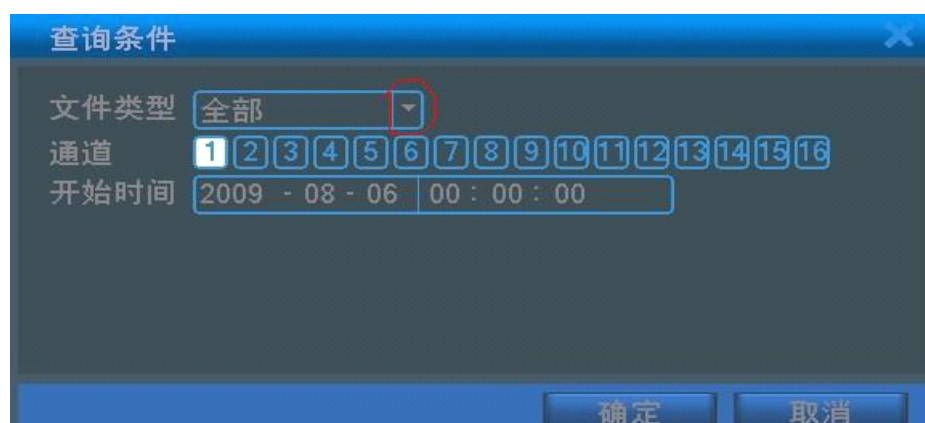 查询条件
文件类型 全部
通道 1 2 3 4 5 6 7 8 9 10 11 12 13 14 15 16
开始时间 2009 - 08 - 06 00 : 00 : 00
确定 取消